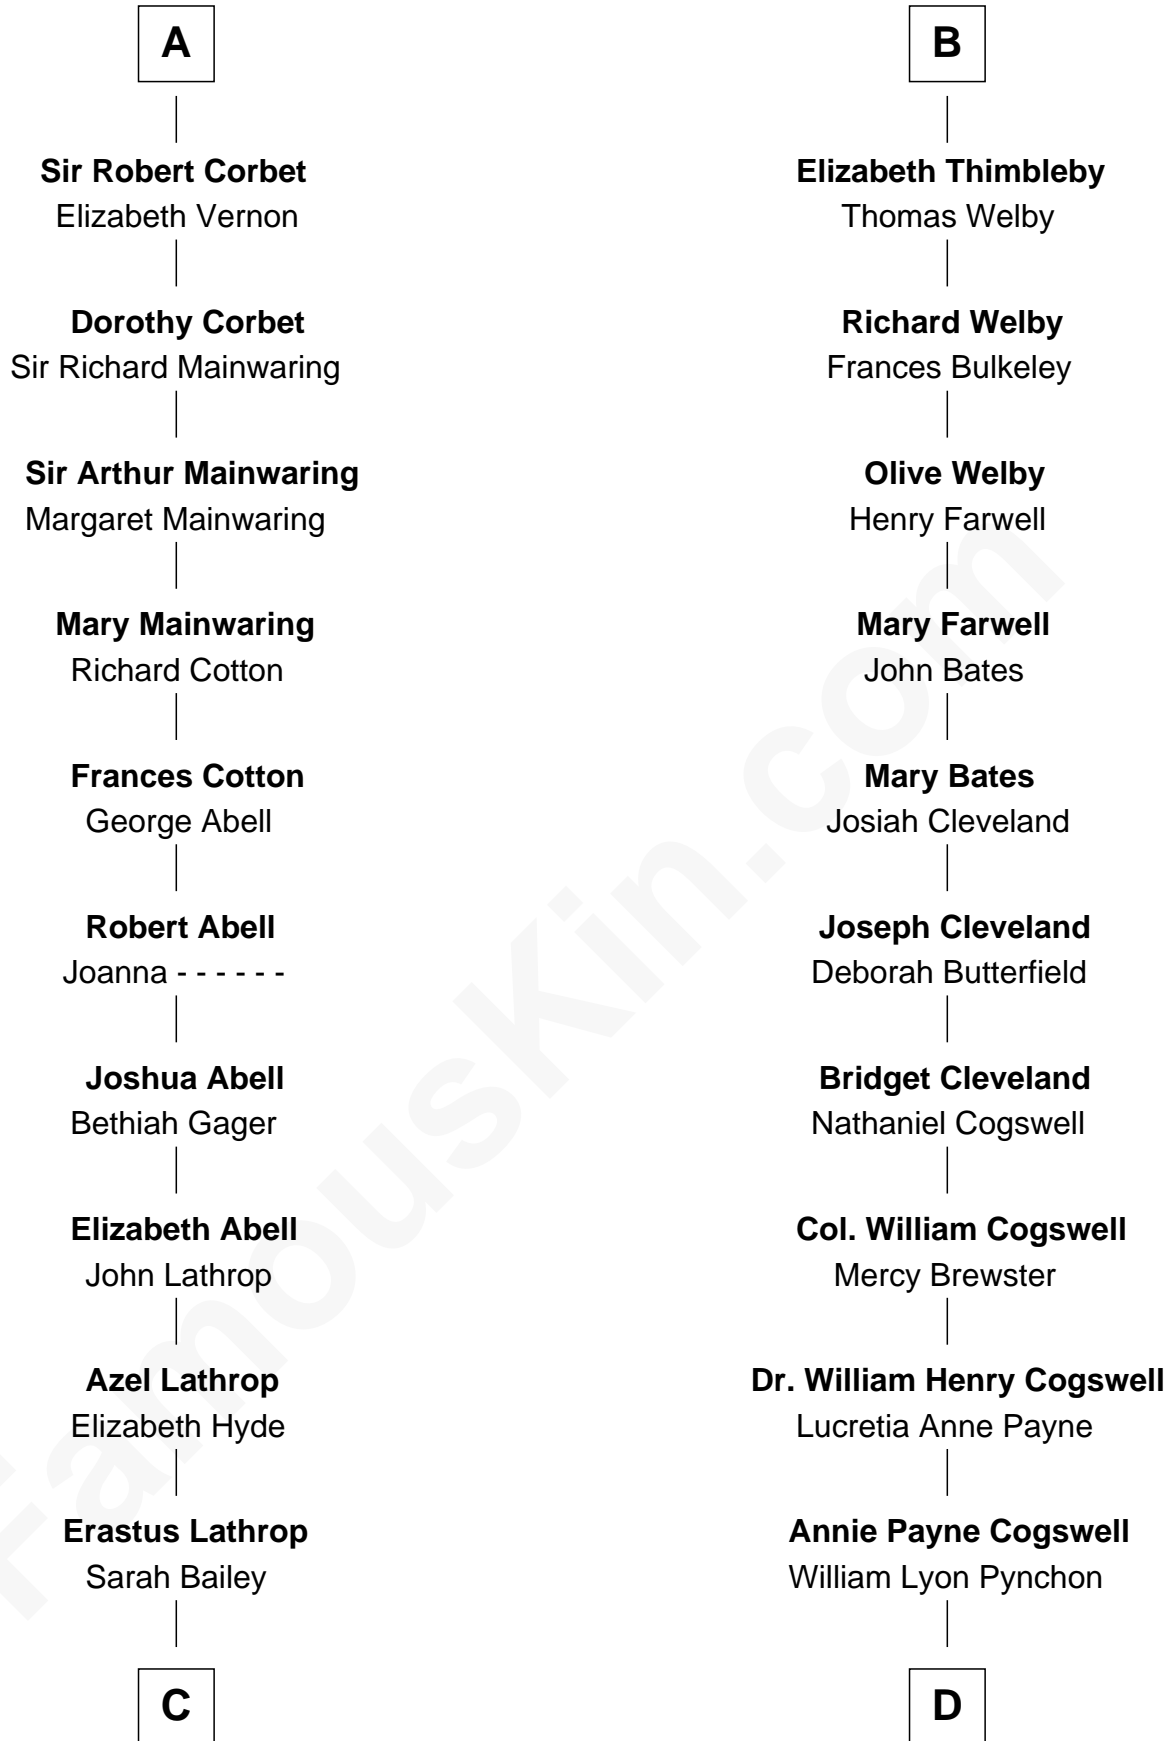 A
Sir Robert Corbet
Elizabeth Vernon
Dorothy Corbet
Sir Richard Mainwaring
Sir Arthur Mainwaring
Margaret Mainwaring
Mary Mainwaring
Richard Cotton
Frances Cotton
George Abell
Robert Abell
Joanna - - - - - -
Joshua Abell
Bethiah Gager
Elizabeth Abell
John Lathrop
Azel Lathrop
Elizabeth Hyde
Erastus Lathrop
Sarah Bailey
C
B
Elizabeth Thimbleby
Thomas Welby
Richard Welby
Frances Bulkeley
Olive Welby
Henry Farwell
Mary Farwell
John Bates
Mary Bates
Josiah Cleveland
Joseph Cleveland
Deborah Butterfield
Bridget Cleveland
Nathaniel Cogswell
Col. William Cogswell
Mercy Brewster
Dr. William Henry Cogswell
Lucretia Anne Payne
Annie Payne Cogswell
William Lyon Pynchon
D
FamousKin.com